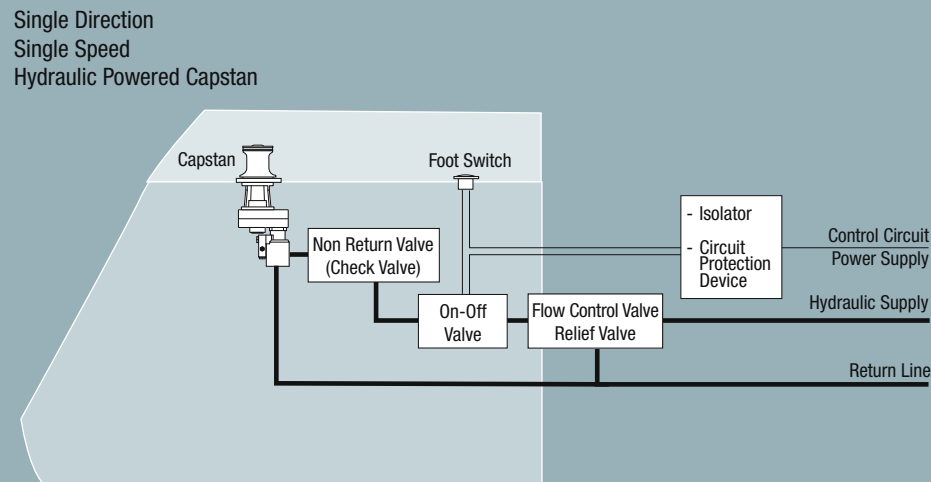 Single Direction
Single Speed
Hydraulic Powered Capstan
Capstan
Foot Switch
Non Return Valve
(Check Valve)
On-Off
Valve
Flow Control Valve
Relief Valve
- Isolator
- Circuit
Protection
Device
Control Circuit
Power Supply
Hydraulic Supply
Return Line